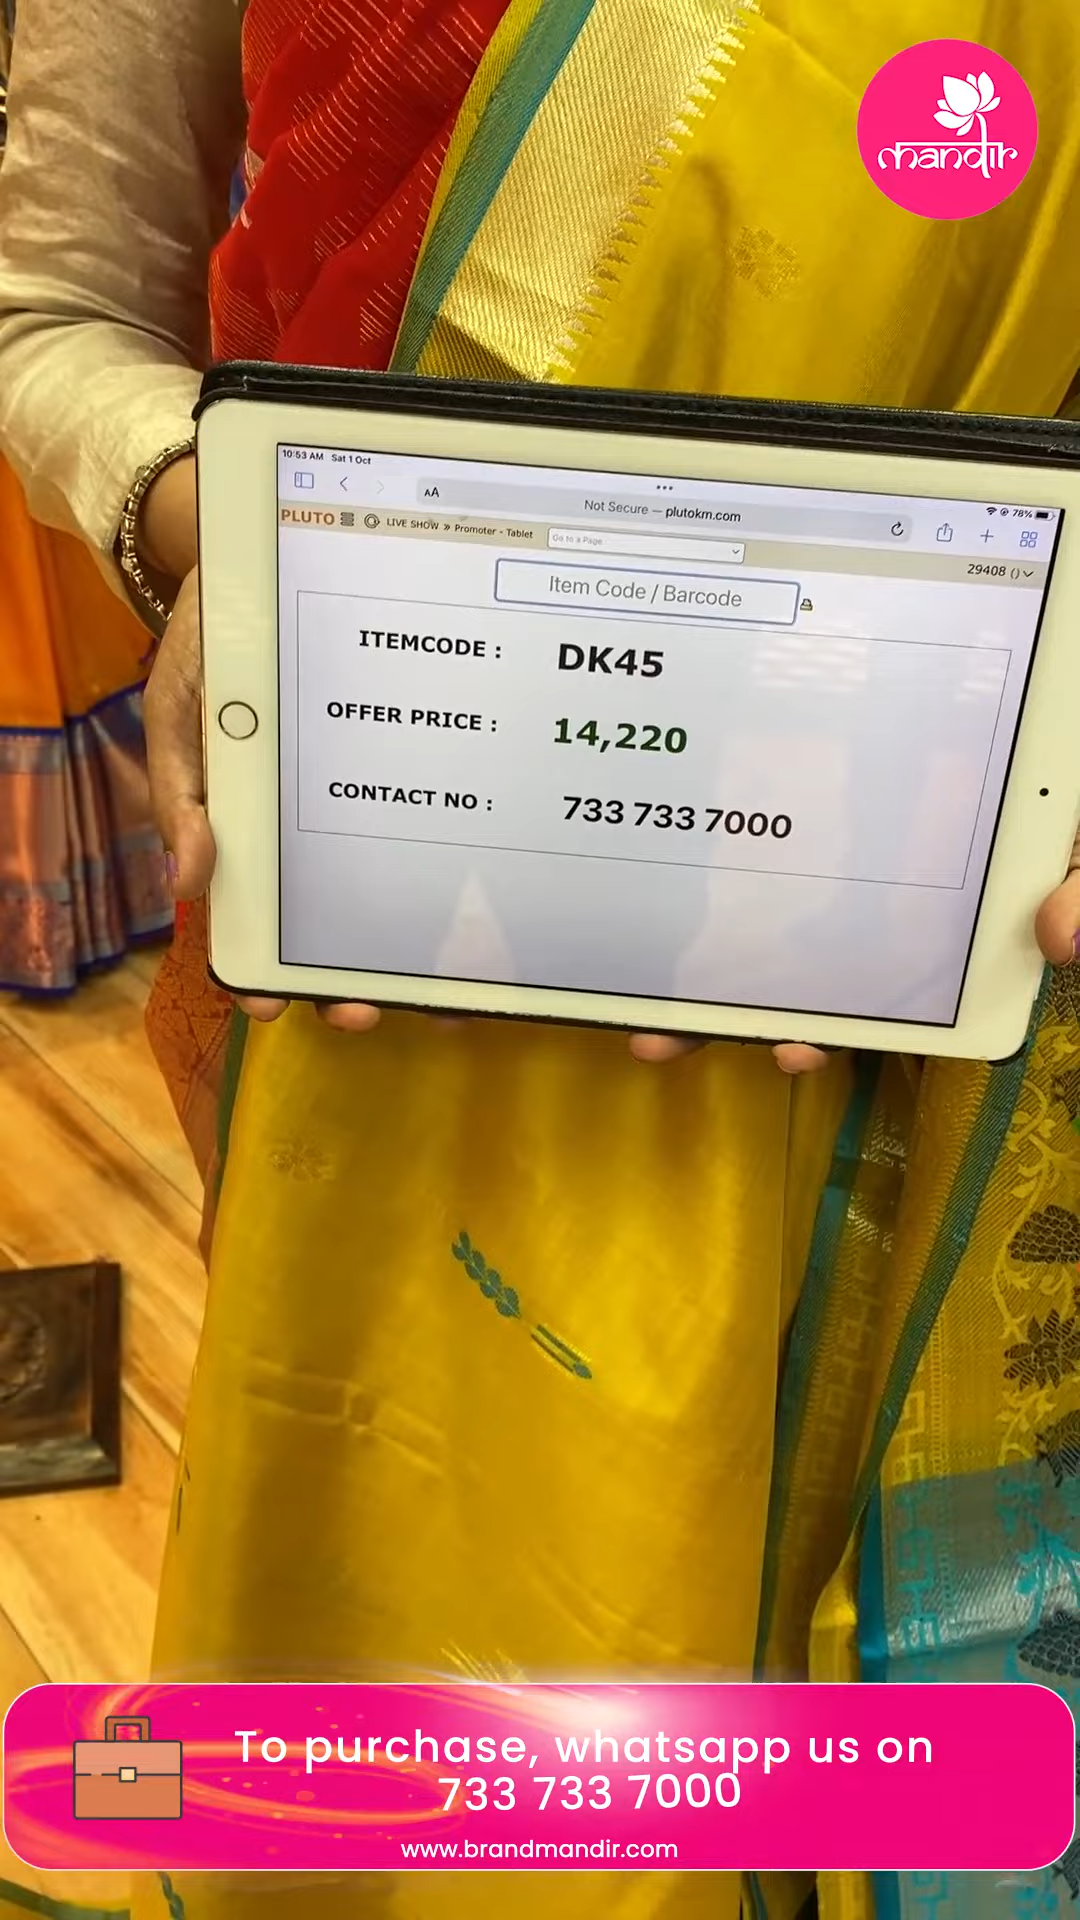 mandir
10:53 AM Sat 1 Oct
78%
AA
Not Secure — plutokm.com
PLUTO LIVE SHOW » Promoter - Tablet
Go to a Page
29408 ()
Item Code / Barcode
ITEMCODE : DK45
OFFER PRICE : 14,220
CONTACT NO : 733 733 7000
To purchase, whatsapp us on
733 733 7000
www.brandmandir.com